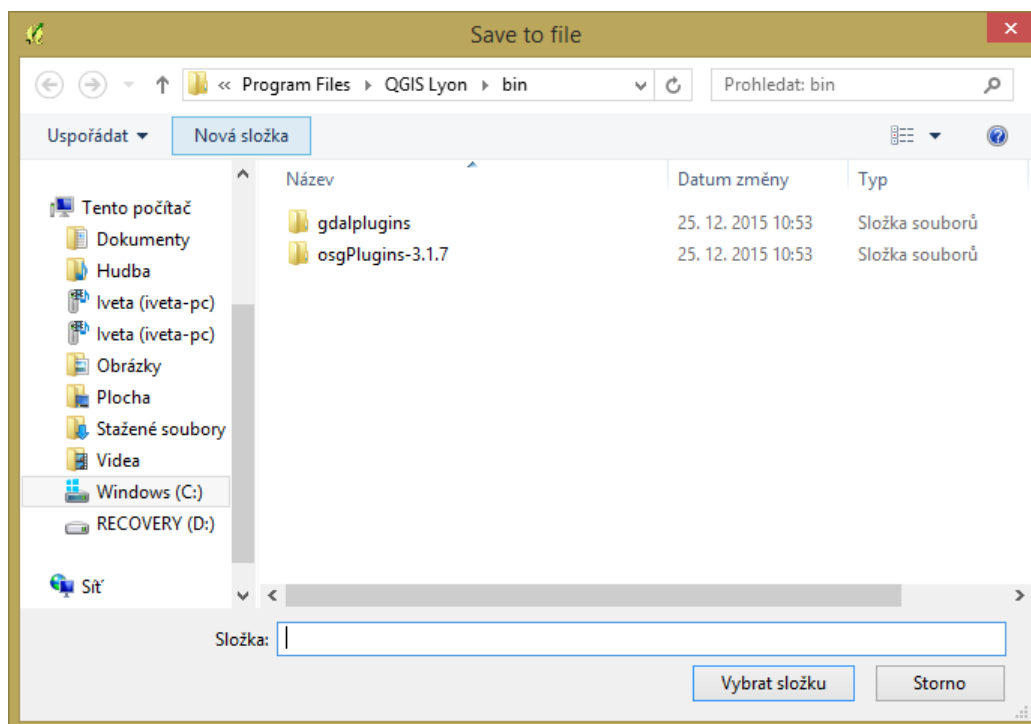 Save to file
« Program Files QGIS Lyon bin
Prohledat: bin
Uspořádat Nová složka
Název Datum změny Typ
Tento počítač
Dokumenty
Hudba
Iveta (iveta-pc)
Iveta (iveta-pc)
Obrázky
Plocha
Stažené soubory
Videa
Windows (C:)
RECOVERY (D:)
Síť
gdalplugins 25. 12. 2015 10:53 Složka souborů
osgPlugins-3.1.7 25. 12. 2015 10:53 Složka souborů
Složka:
Vybrat složku Storno